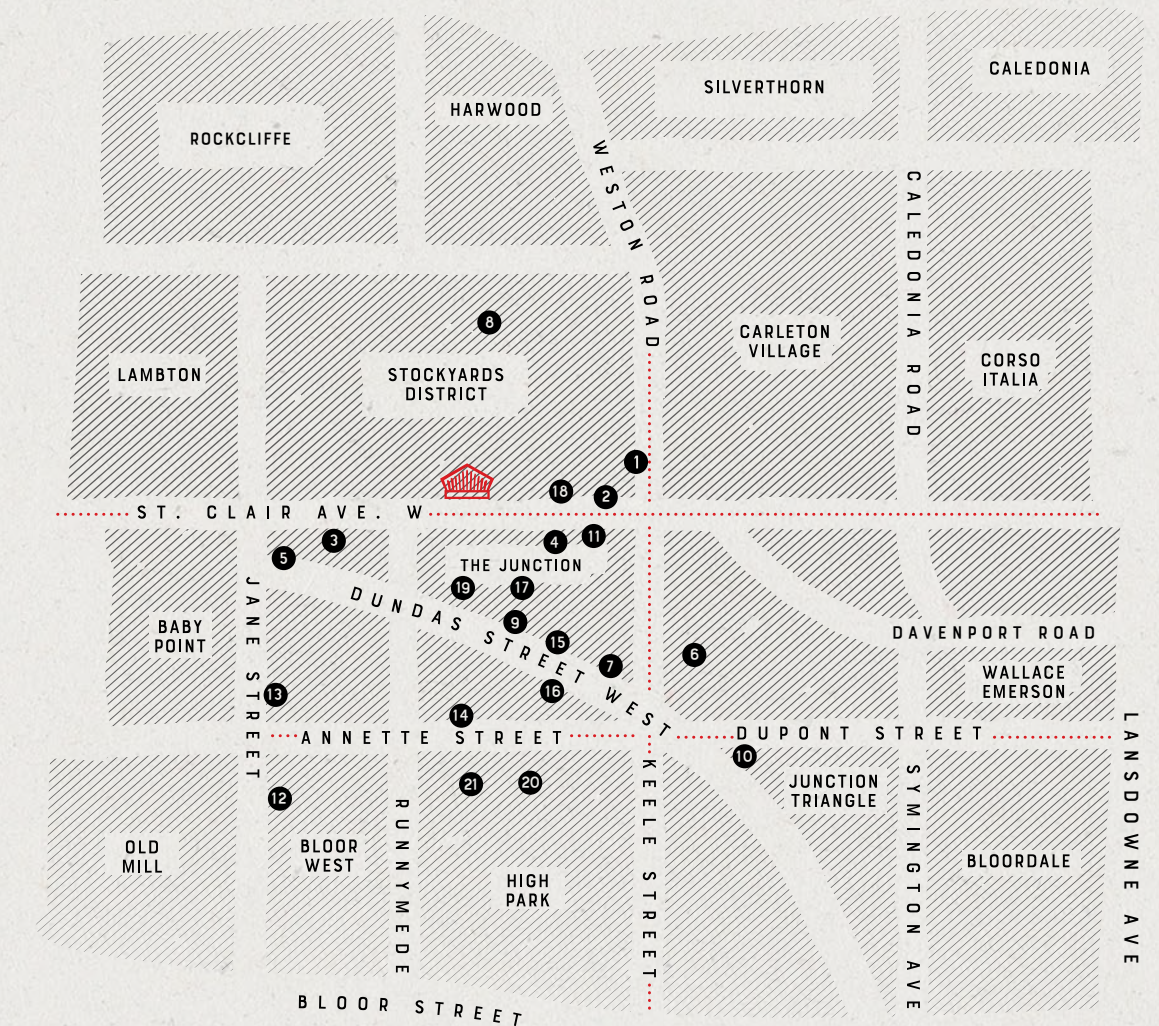 CALEDONIA
SILVERTHORN
HARWOOD
ROCKCLIFFE
WESTON ROAD
CALEDONIA ROAD
8
CARLETON
VILLAGE
CORSO
ITALIA
LAMBTON
STOCKYARDS
DISTRICT
1
18
2
ST. CLAIR AVE. W
3
4
11
5
THE JUNCTION
19
17
JANE STREET
DUNDAS STREET WEST
9
BABY
POINT
15
6
7
DAVENPORT ROAD
WALLACE
EMERSON
13
16
14
ANNETTE STREET
DUPONT STREET
LANSDOWNE AVE
10
21
20
12
JUNCTION
TRIANGLE
KEELE STREET
SYMINGTON AVE
RUNNYMEDE
OLD
MILL
BLOOR
WEST
HIGH
PARK
BLOORDALE
BLOOR STREET